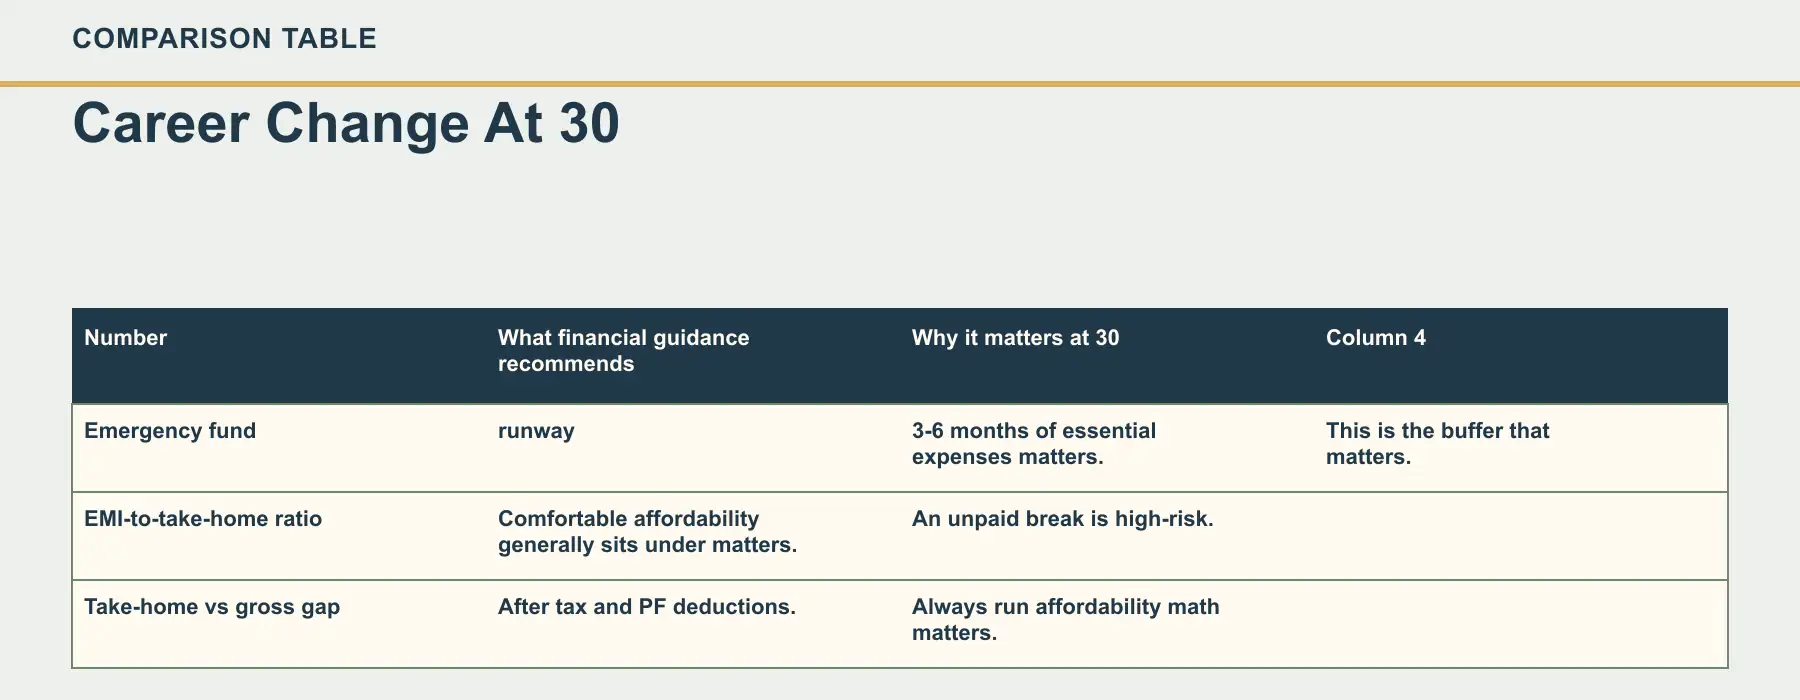 COMPARISON TABLE
Career Change At 30
Number
What financial guidance
recommends
Why it matters at 30
Column 4
Emergency fund
runway
3-6 months of essential
expenses matters.
This is the buffer that
matters.
EMI-to-take-home ratio
Comfortable affordability
generally sits under matters.
An unpaid break is high-risk.
Take-home vs gross gap
After tax and PF deductions.
Always run affordability math
matters.